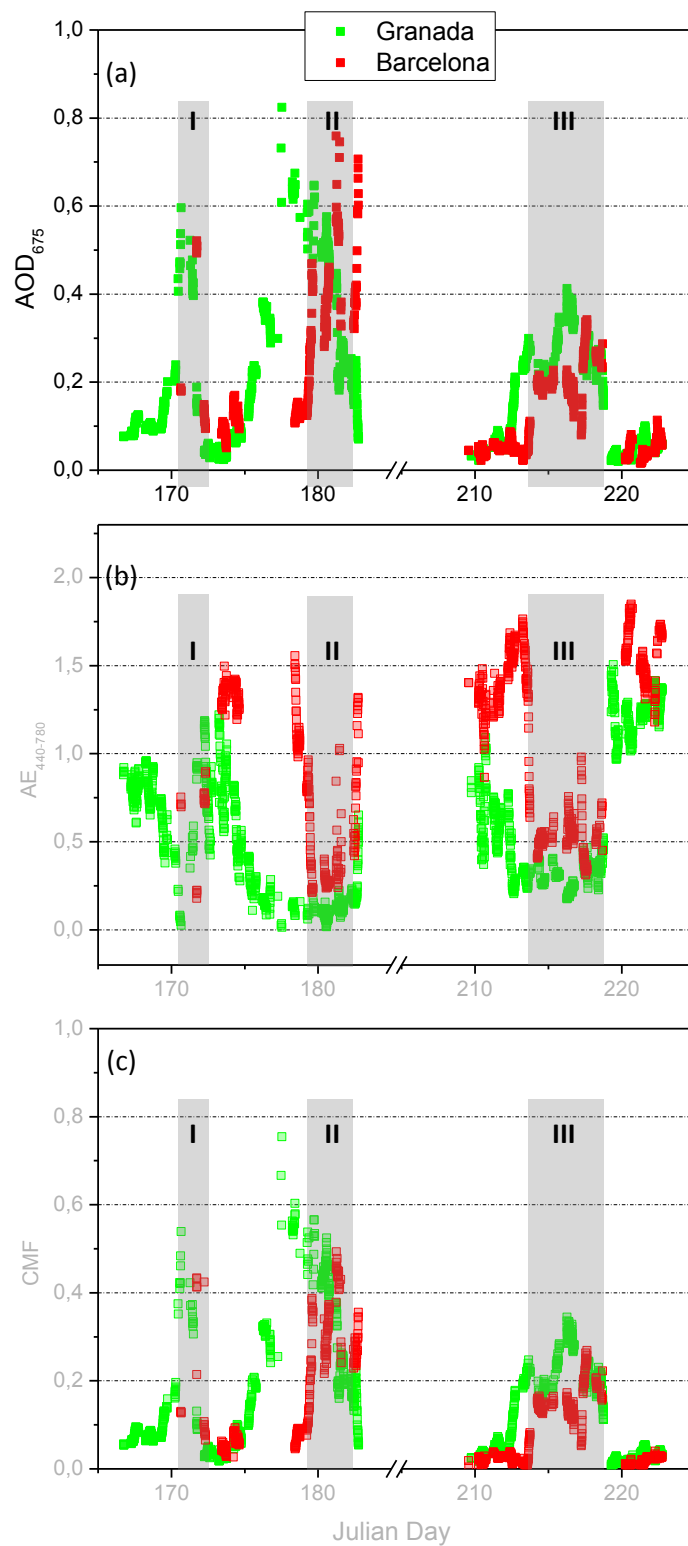 Granada
Barcelona
(a)
I II III
1,0
0,8
0,6
0,4
0,2
0,0
AOD675
170 180 210 220
(b)
I II III
2,0
1,5
1,0
0,5
0,0
AE440-780
170 180 210 220
(c)
I II III
1,0
0,8
0,6
0,4
0,2
0,0
CMF
170 180 210 220
Julian Day